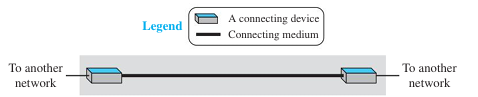 Legend
A connecting device
Connecting medium
To another
network
To another
network